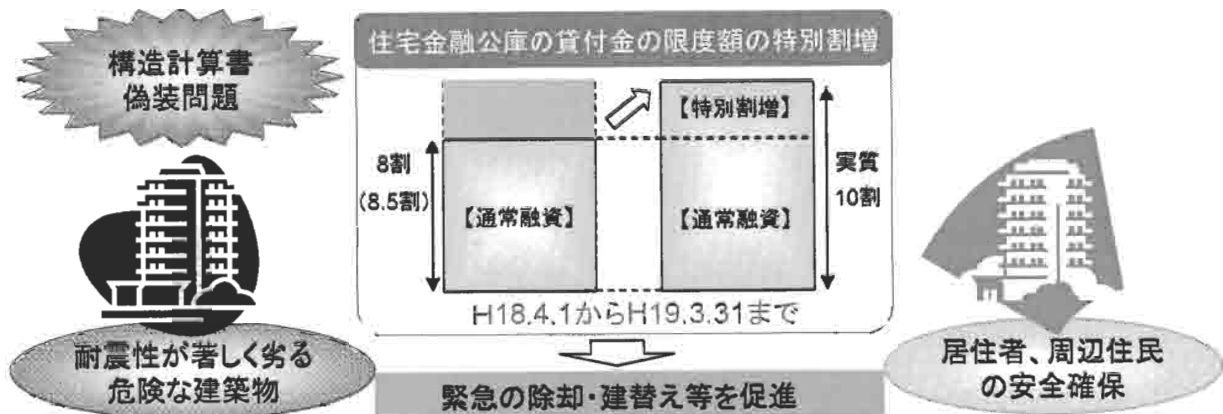 構造計算書
偽装問題
耐震性が著しく劣る
危険な建築物
住宅金融公庫の貸付金の限度額の特別割増
8割
(8.5割)
【通常融資】
【特別割増】
【通常融資】
実質
10割
H18.4.1からH19.3.31まで
緊急の除却・建替え等を促進
居住者、周辺住民
の安全確保